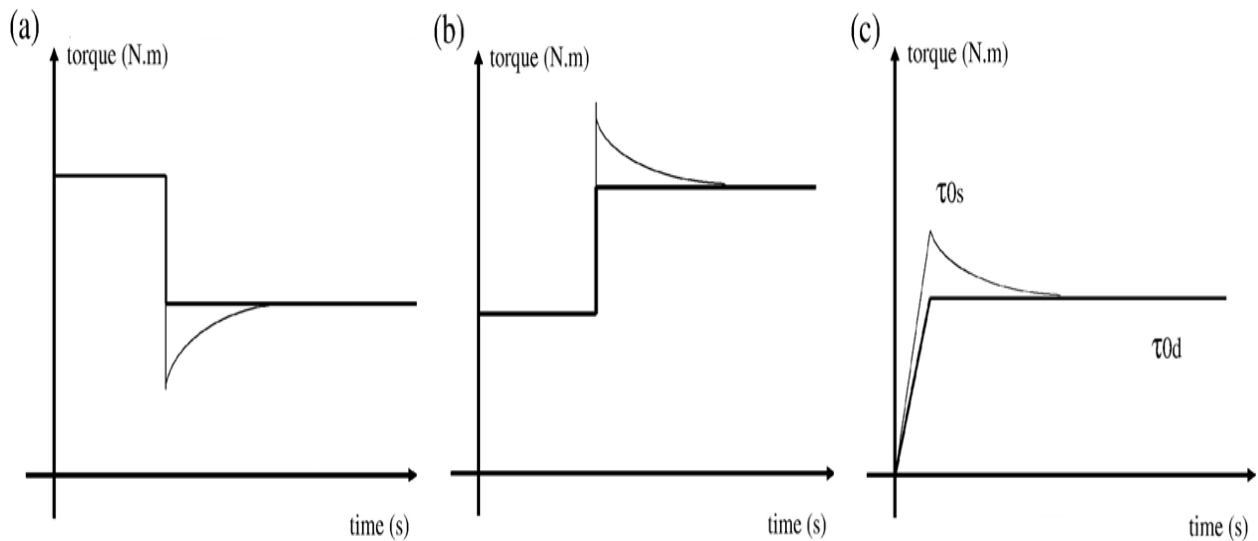 (a)
torque (N.m)
time (s)
(b)
torque (N.m)
time (s)
(c)
torque (N.m)
τ0s
τ0d
time (s)